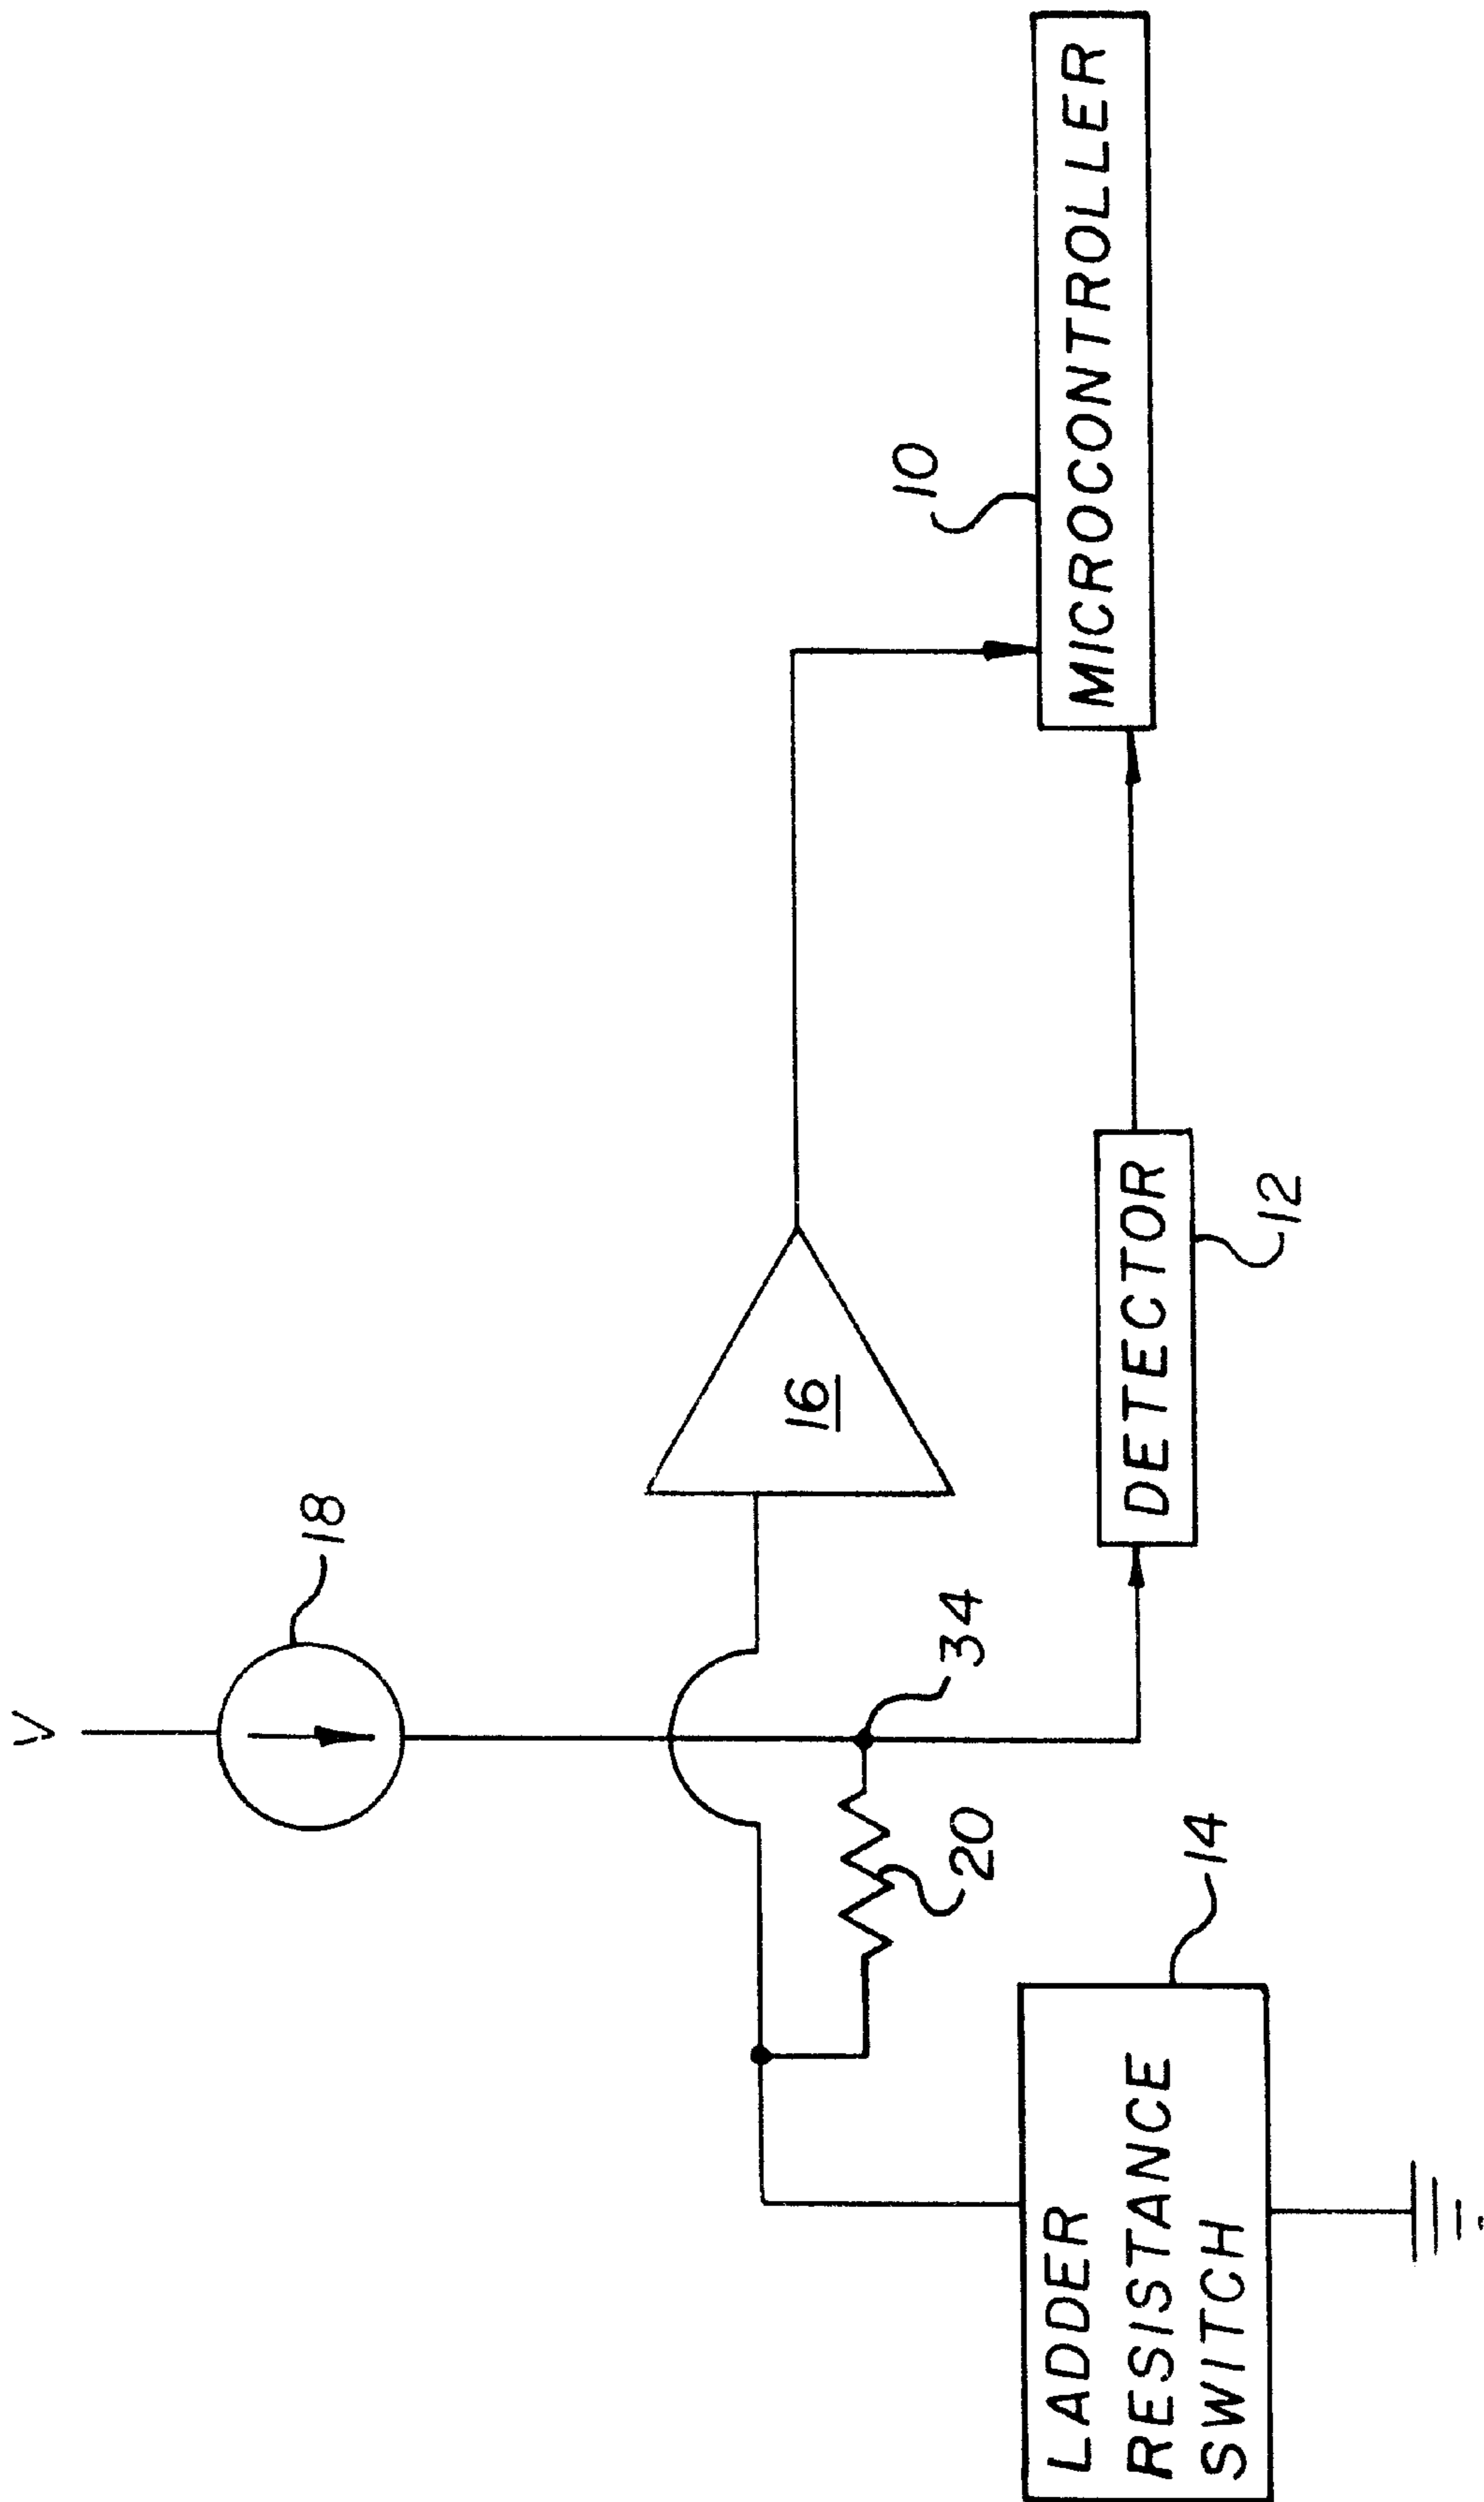 V
18
16
10
MICROCONTROLLER
34
20
DETECTOR
12
14
LADDER
RESISTANCE
SWITCH